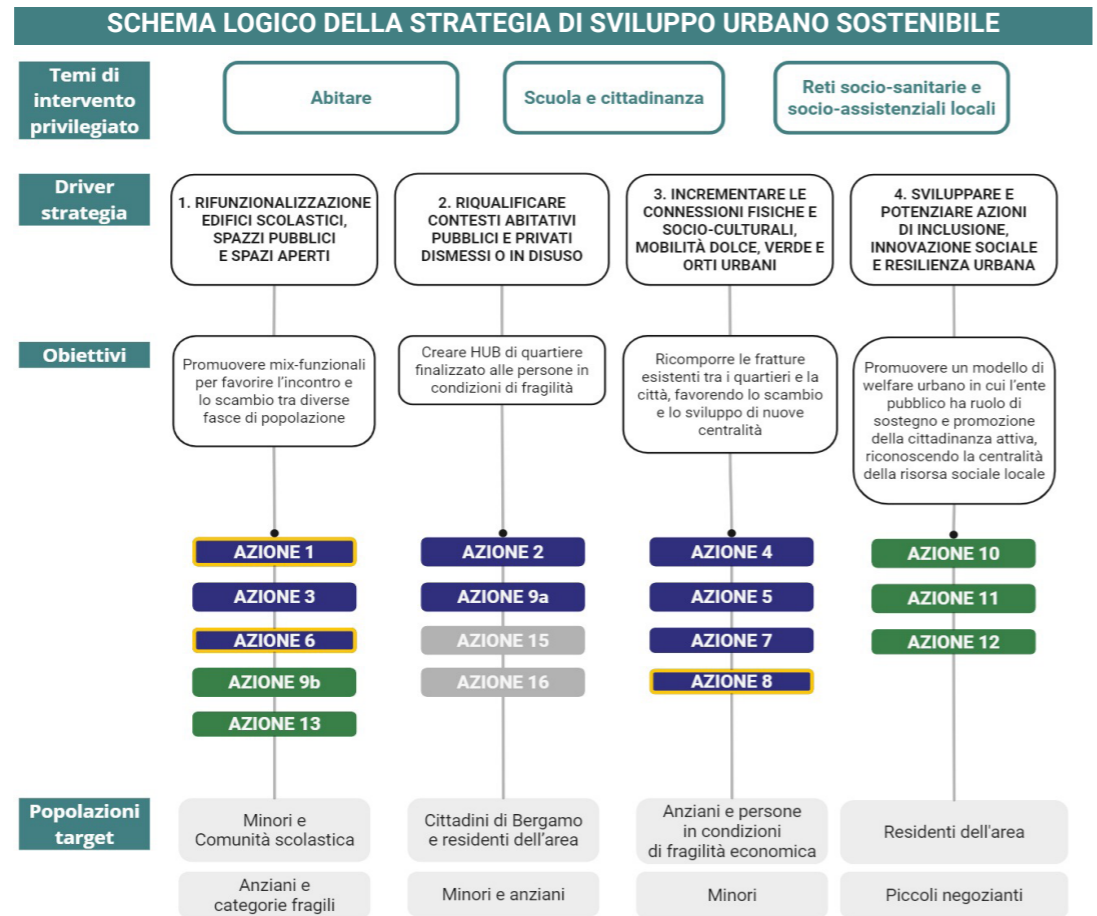 SCHEMA LOGICO DELLA STRATEGIA DI SVILUPPO URBANO SOSTENIBILE
Temi di
intervento
privilegiato
Abitare
Scuola e cittadinanza
Reti socio-sanitarie e
socio-assistenziali locali
Driver
strategia
1. RIFUNZIONALIZZAZIONE
EDIFICI SCOLASTICI,
SPAZZI PUBBLICI
E SPAZI APERTI
2. RIQUALIFICARE
CONTESTI ABITATIVI
PUBBLICI E PRIVATI
DISMESSI O IN DISUSO
3. INCREMENTARE LE
CONNESSIONI FISICHE E
SOCIO-CULTURALI,
MOBILITÀ DOLCE, VERDE E
ORTI URBANI
4. SVILUPPARE E
POTENZIARE AZIONI
DI INCLUSIONE,
INNOVAZIONE SOCIALE
E RESILIENZA URBANA
Obiettivi
Promuovere mix-funzionali
per favorire l'incontro e
lo scambio tra diverse
fasce di popolazione
Creare HUB di quartiere
finalizzato alle persone in
condizioni di fragilità
Ricomporre le fratture
esistenti tra i quartieri e la
città, favorendo lo scambio
e lo sviluppo di nuove
centralità
Promuovere un modello di
welfare urbano in cui l'ente
pubblico ha ruolo di
sostegno e promozione
della cittadinanza attiva,
riconoscendo la centralità
della risorsa sociale locale
AZIONE 1
AZIONE 3
AZIONE 6
AZIONE 9b
AZIONE 13
AZIONE 2
AZIONE 9a
AZIONE 15
AZIONE 16
AZIONE 4
AZIONE 5
AZIONE 7
AZIONE 8
AZIONE 10
AZIONE 11
AZIONE 12
Popolazioni
target
Minori e
Comunità scolastica
Cittadini di Bergamo
e residenti dell'area
Anziani e persone
in condizioni
di fragilità economica
Residenti dell'area
Anziani e
categorie fragili
Minori e anziani
Minori
Piccoli negozianti